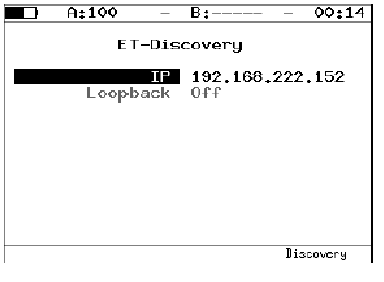 A:100 – B:----- – 00:14
ET-Discovery
IP 192.168.222.152
Loopback Off
Discovery